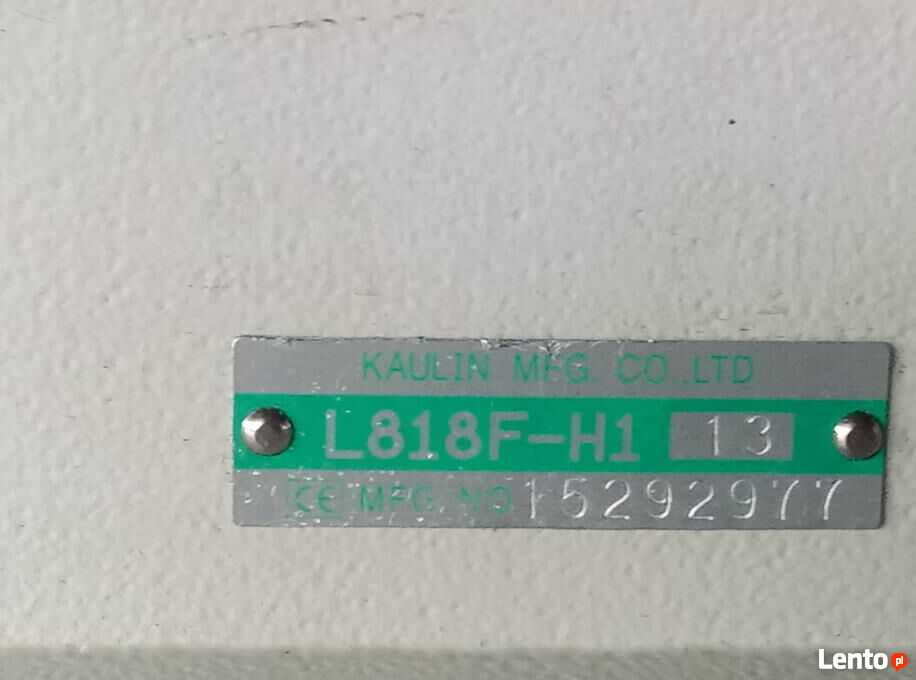 KAULIN MFG. CO.,LTD
L818F-H1 13
CE MFG. NO 15292977
Lento pl